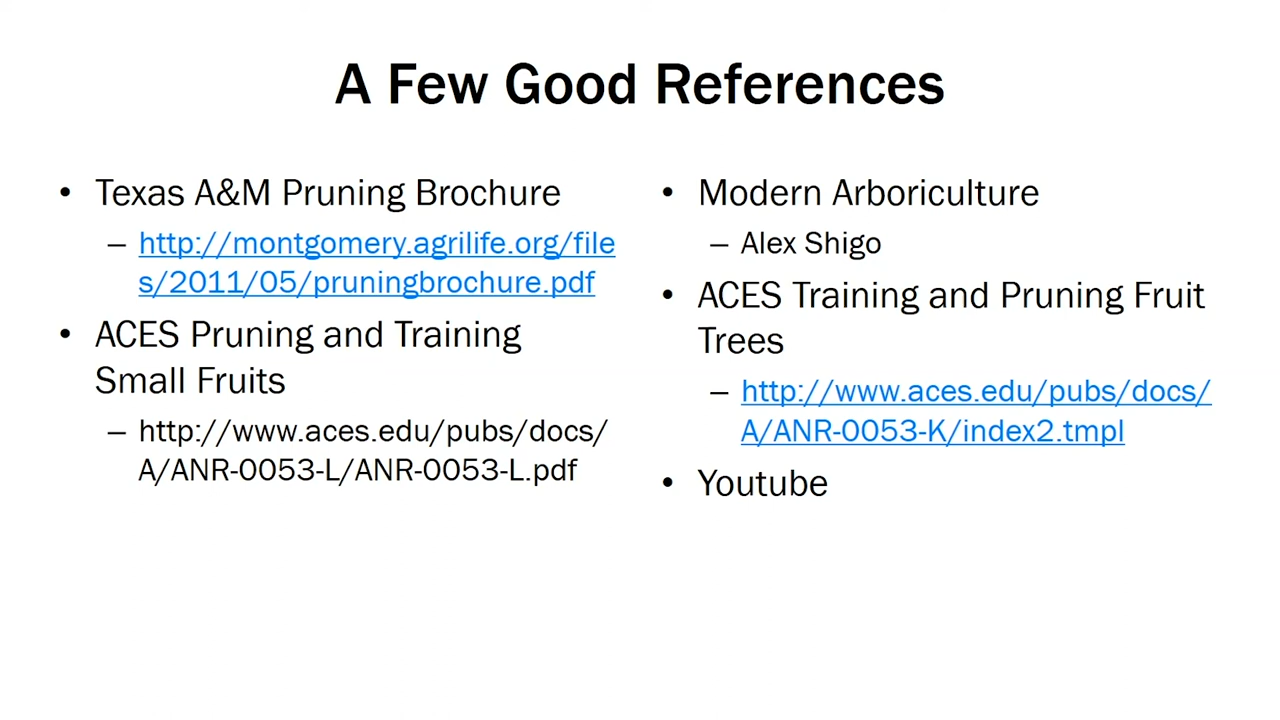 A Few Good References
• Texas A&M Pruning Brochure
– http://montgomery.agrilife.org/file
s/2011/05/pruningbrochure.pdf
• ACES Pruning and Training
Small Fruits
– http://www.aces.edu/pubs/docs/
A/ANR-0053-L/ANR-0053-L.pdf
• Modern Arboriculture
– Alex Shigo
• ACES Training and Pruning Fruit
Trees
– http://www.aces.edu/pubs/docs/
A/ANR-0053-K/index2.tmpl
• Youtube